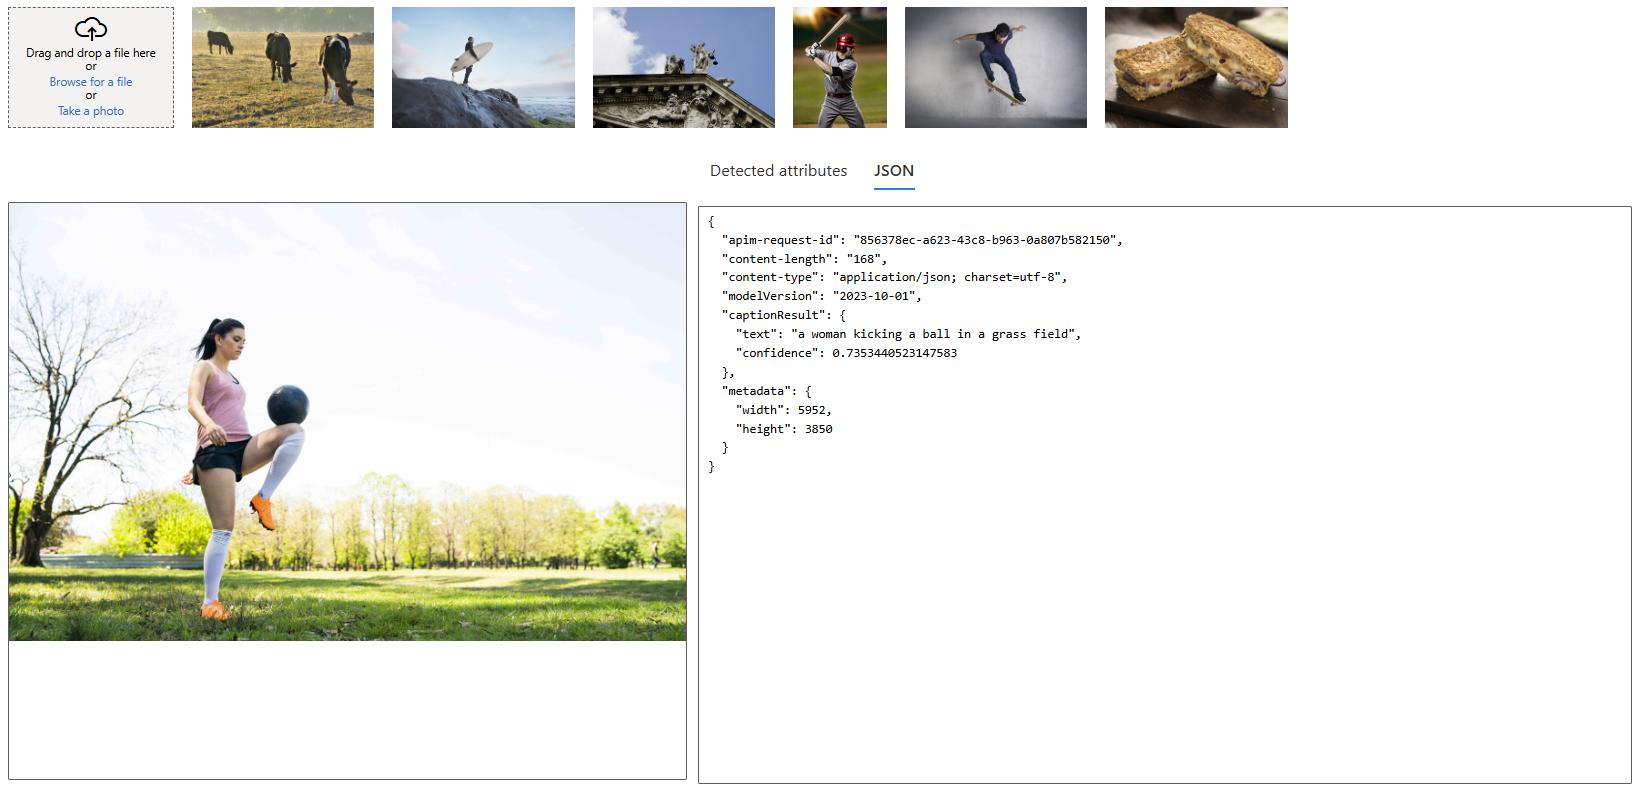 Drag and drop a file here
or
Browse for a file
or
Take a photo
Detected attributes JSON
{
  "apim-request-id": "856378ec-a623-43c8-b963-0a807b582150",
  "content-length": "168",
  "content-type": "application/json; charset=utf-8",
  "modelVersion": "2023-10-01",
  "captionResult": {
    "text": "a woman kicking a ball in a grass field",
    "confidence": 0.7353440523147583
  },
  "metadata": {
    "width": 5952,
    "height": 3850
  }
}